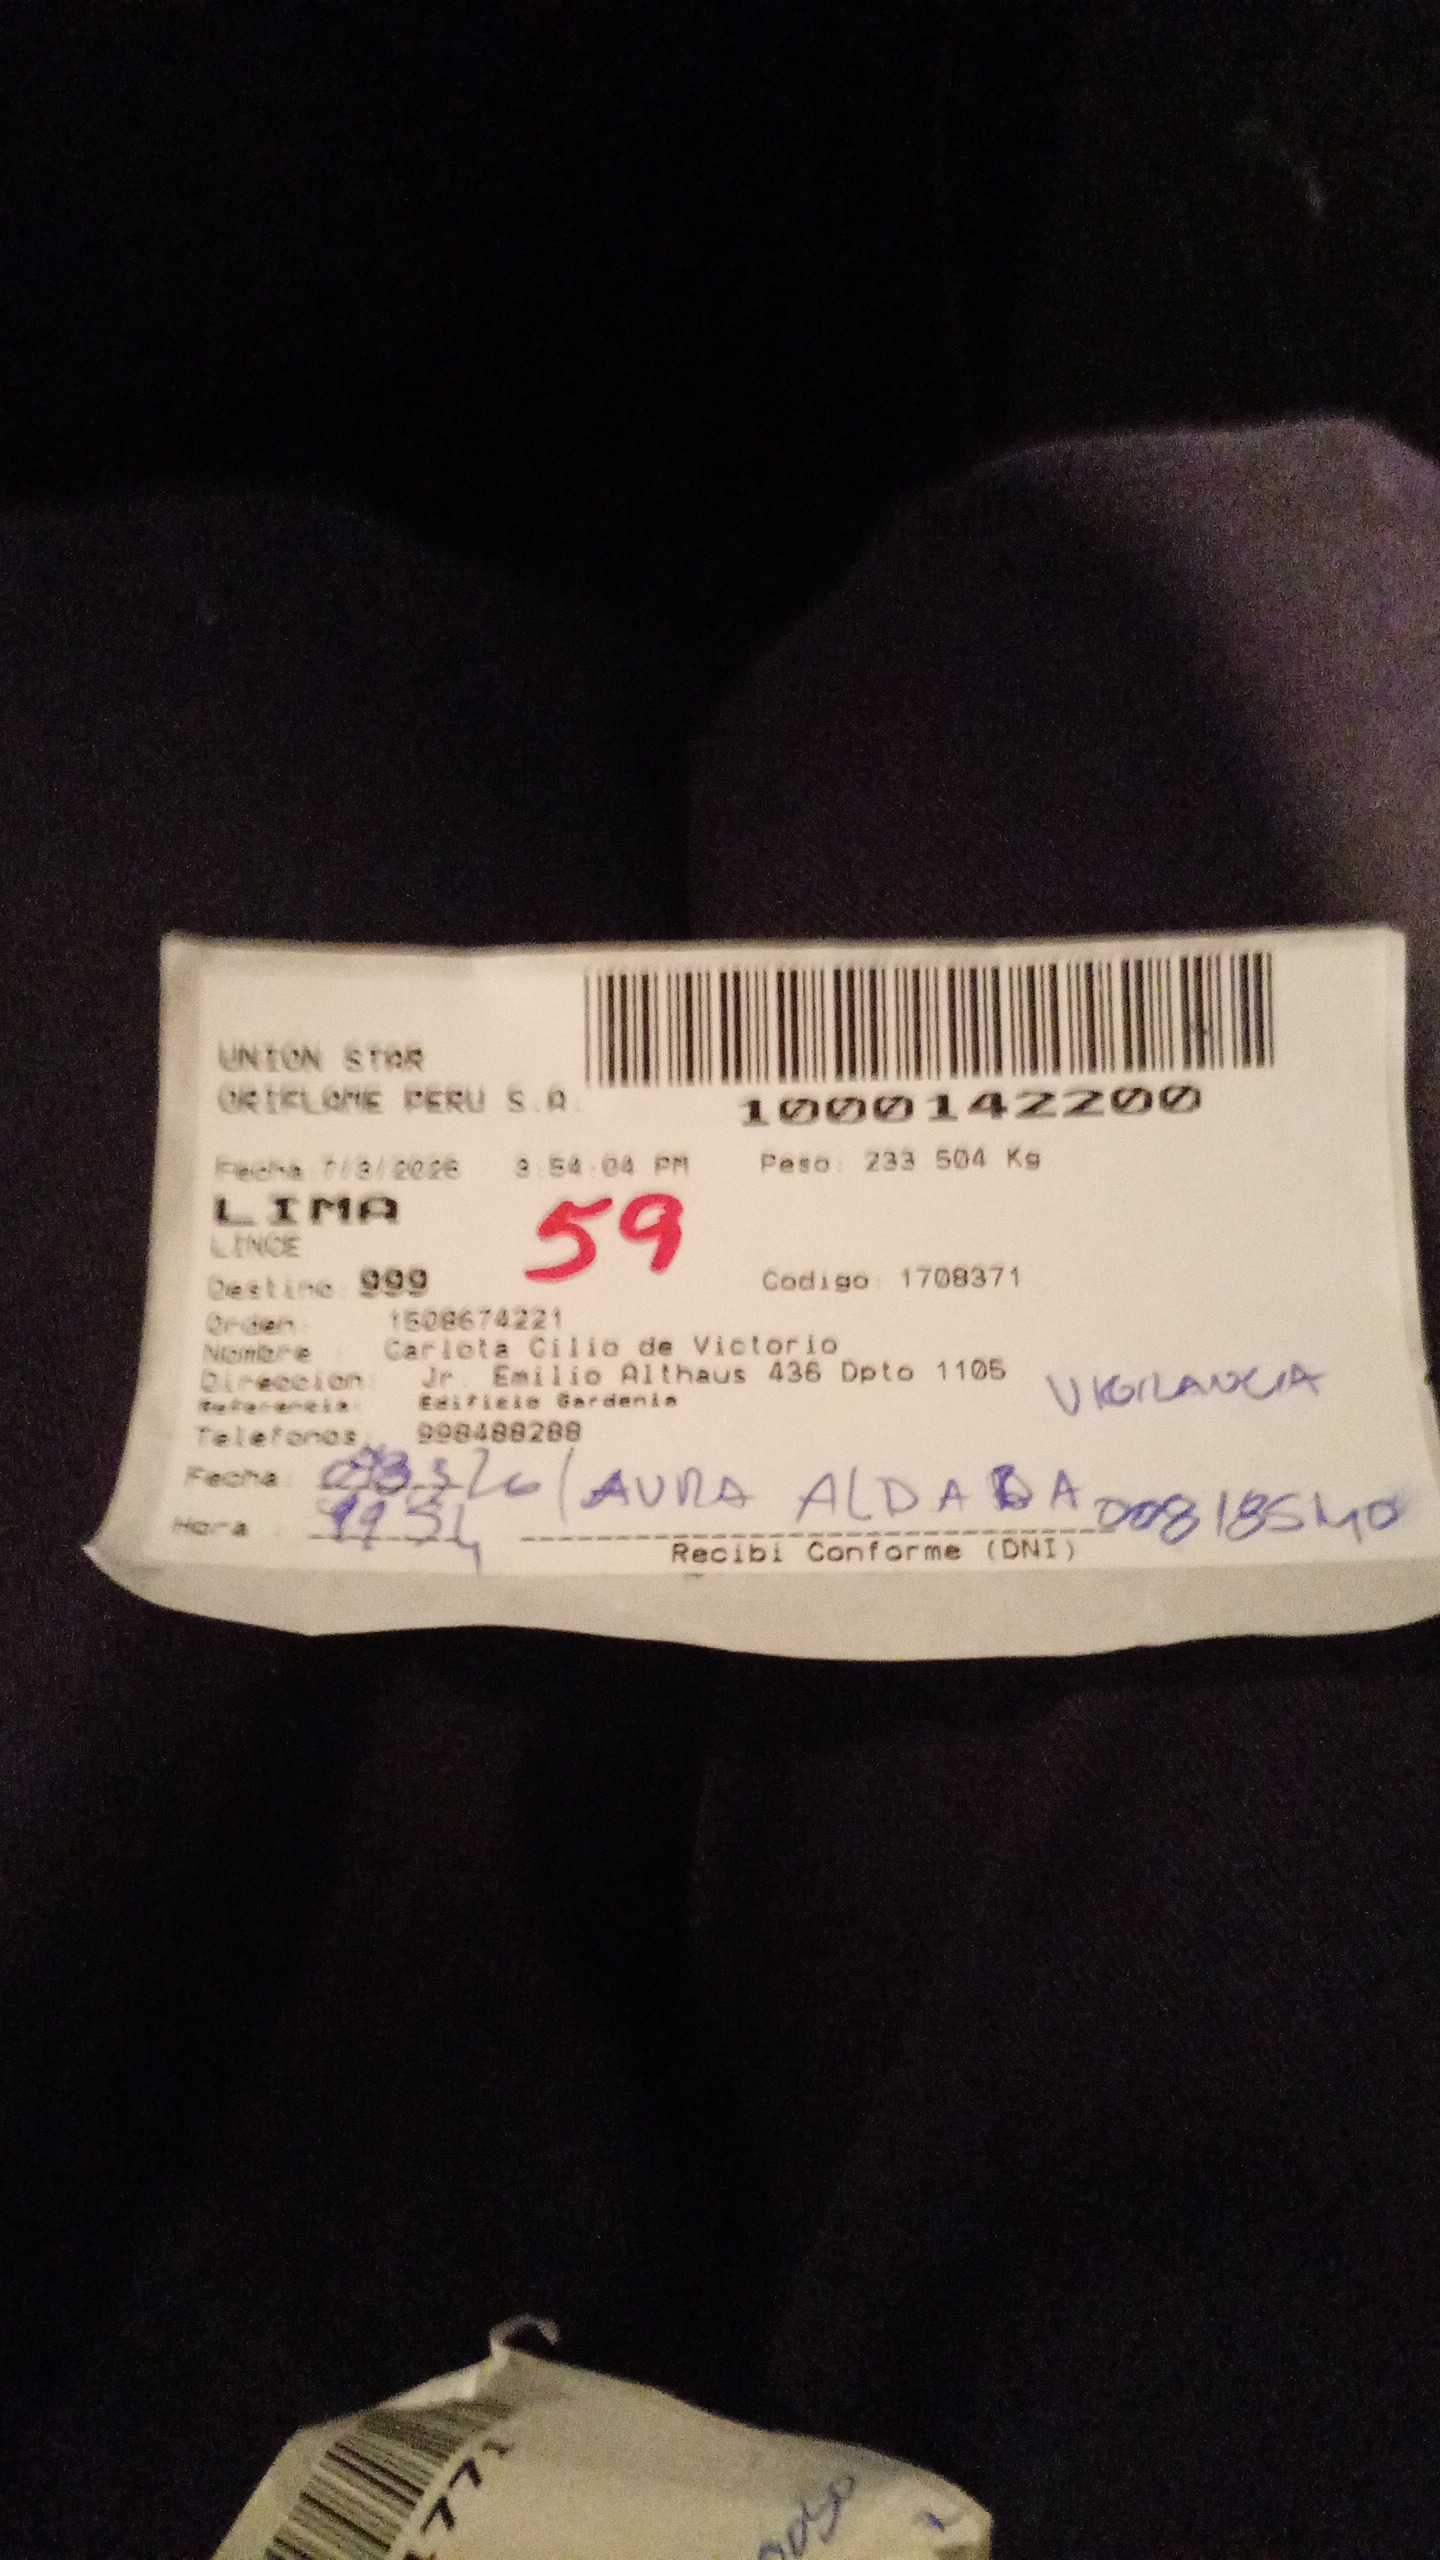 UNION STAR
ORIFLAME PERU S.A.
1000142200
Fecha: 7/3/2026 3:54:04 PM Peso: 233 504 Kg
LIMA
59
LINCE
Destino: 999 Codigo: 1708371
Orden: 1508674221
Nombre : Carlota Cilio de Victorio
Direccion: Jr. Emilio Althaus 436 Dpto 1105
VIGILANCIA
Referencia: Edificio Gardenia
Telefonos: 998488288
Fecha: AURA ALDABA
Hora :
Recibi Conforme (DNI)
771